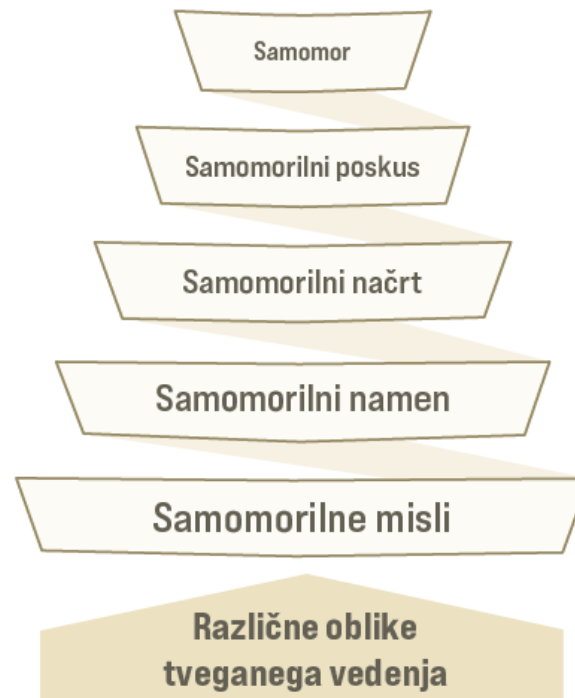 Samomor
Samomorilni poskus
Samomorilni načrt
Samomorilni namen
Samomorilne misli
Različne oblike
tveganega vedenja